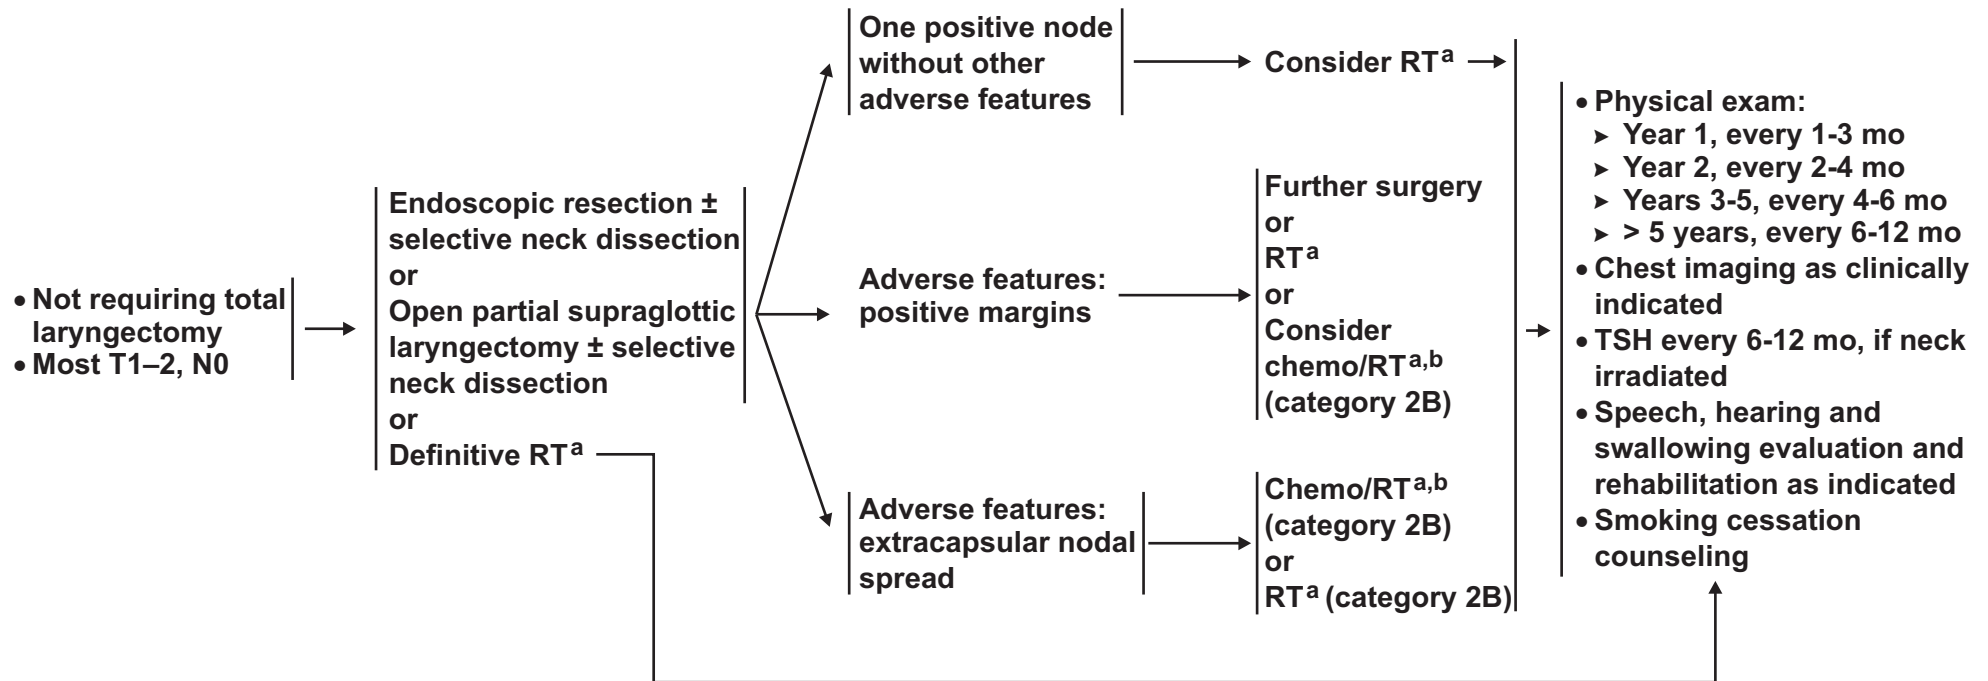 • Not requiring total
laryngectomy
• Most T1–2, N0
Endoscopic resection ±
selective neck dissection
or
Open partial supraglottic
laryngectomy ± selective
neck dissection
or
Definitive RTᵃ
One positive node
without other
adverse features
Consider RTᵃ
Adverse features:
positive margins
Further surgery
or
RTᵃ
or
Consider
chemo/RTᵃ,ᵇ
(category 2B)
Adverse features:
extracapsular nodal
spread
Chemo/RTᵃ,ᵇ
(category 2B)
or
RTᵃ (category 2B)
• Physical exam:
➤ Year 1, every 1-3 mo
➤ Year 2, every 2-4 mo
➤ Years 3-5, every 4-6 mo
➤ > 5 years, every 6-12 mo
• Chest imaging as clinically
indicated
• TSH every 6-12 mo, if neck
irradiated
• Speech, hearing and
swallowing evaluation and
rehabilitation as indicated
• Smoking cessation
counseling